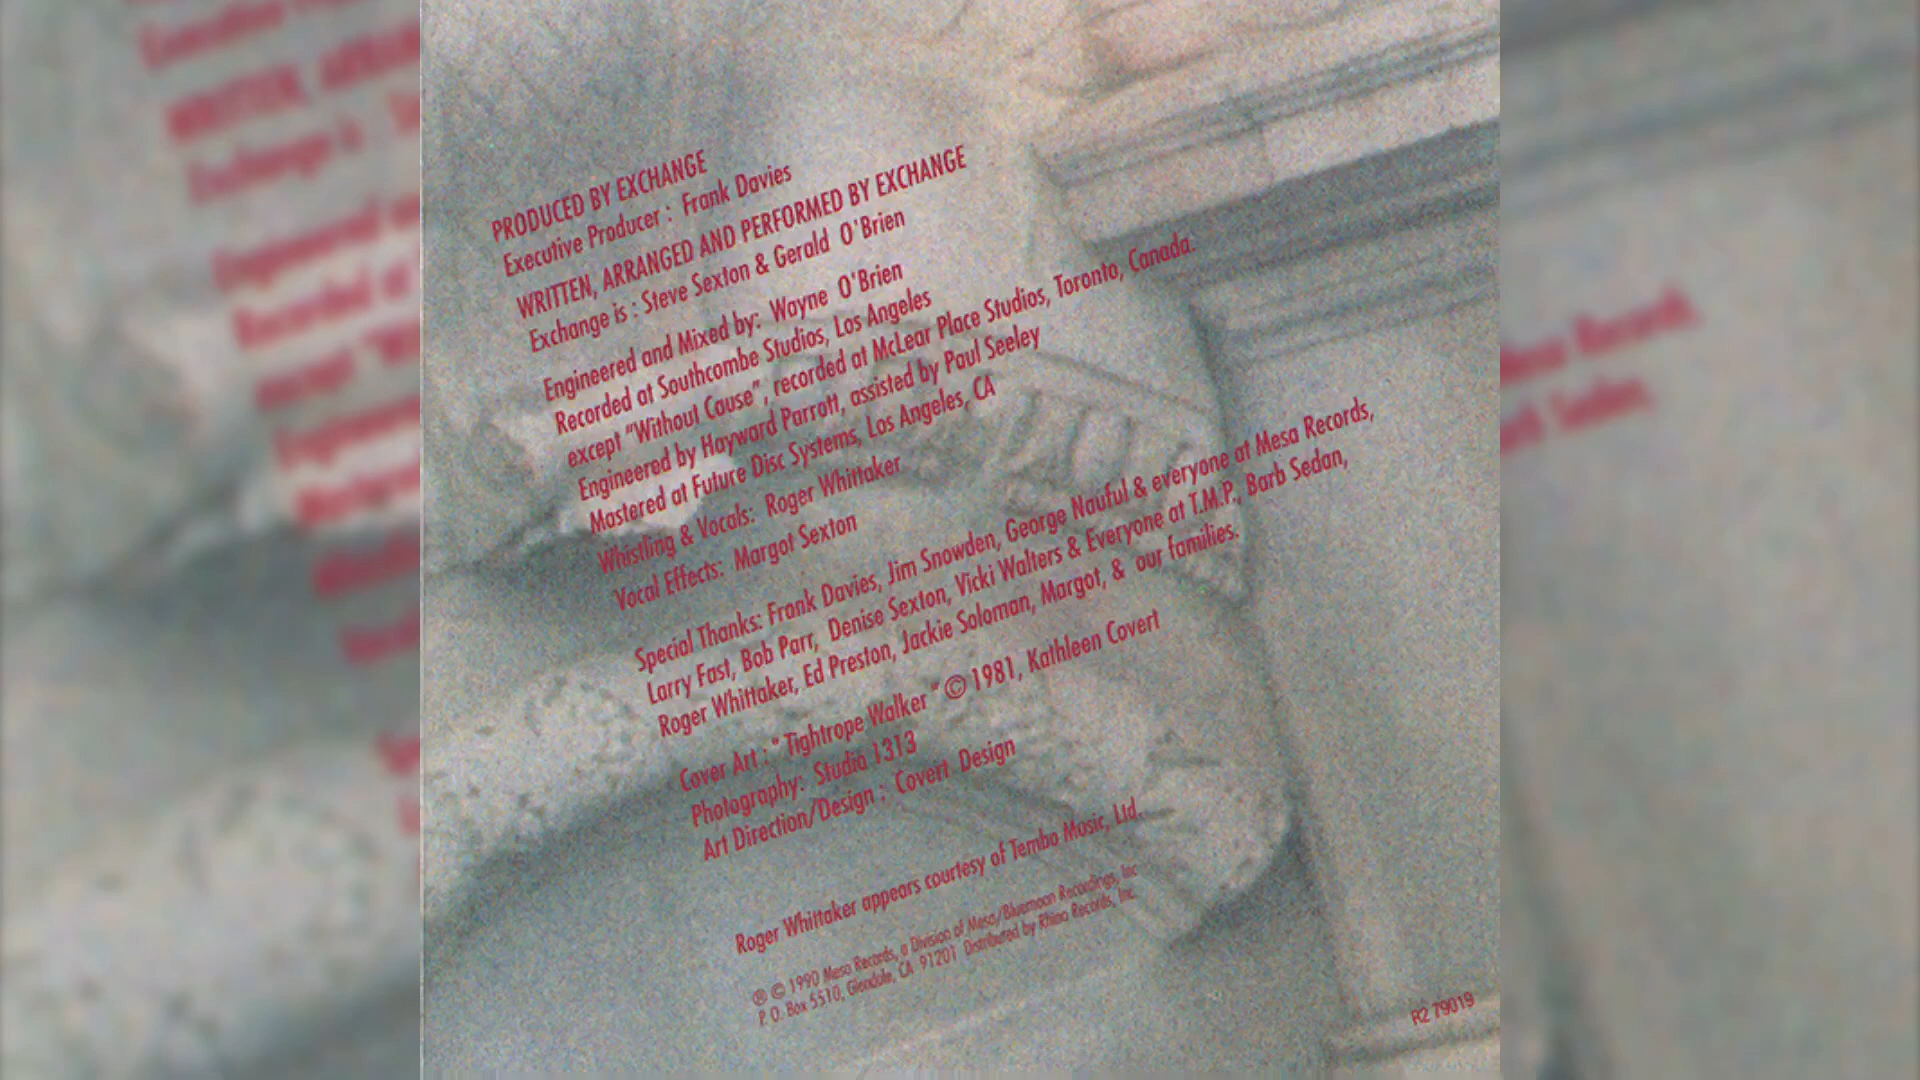 PRODUCED BY EXCHANGE
Executive Producer : Frank Davies
WRITTEN, ARRANGED AND PERFORMED BY EXCHANGE
Exchange is : Steve Sexton & Gerald O'Brien
Engineered and Mixed by: Wayne O'Brien
Recorded at Southcombe Studios, Los Angeles
except "Without Cause", recorded at McLear Place Studios, Toronto, Canada.
Engineered by Hayward Parrott, assisted by Paul Seeley
Mastered at Future Disc Systems, Los Angeles, CA
Whistling & Vocals: Roger Whittaker
Vocal Effects: Margot Sexton
Special Thanks: Frank Davies, Jim Snowden, George Nauful & everyone at Mesa Records,
Larry Fast, Bob Parr, Denise Sexton, Vicki Walters & Everyone at T.M.P., Barb Sedan,
Roger Whittaker, Ed Preston, Jackie Soloman, Margot, & our families.
Cover Art : "Tightrope Walker" © 1981, Kathleen Covert
Photography: Studio 1313
Art Direction/Design : Covert Design
Roger Whittaker appears courtesy of Tembo Music, Ltd.
℗ © 1990 Mesa Records, a Division of Mesa/Bluemoon Recordings, Inc
P. O. Box 5510, Glendale, CA 91201 Distributed by Rhino Records, Inc.
R2 79019